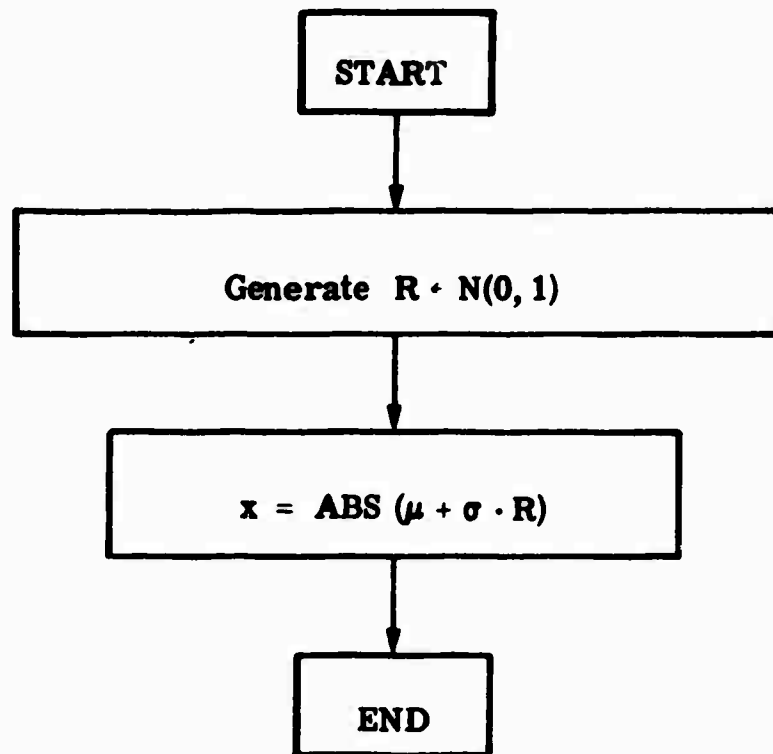 START
Generate R · N(0, 1)
x = ABS (μ + σ · R)
END